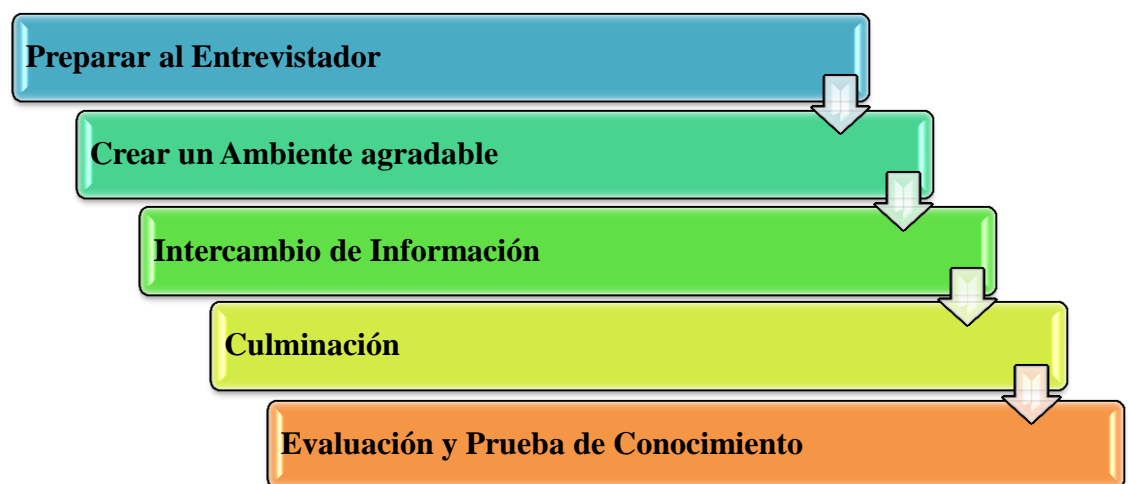 Preparar al Entrevistador
Crear un Ambiente agradable
Intercambio de Información
Culminación
Evaluación y Prueba de Conocimiento